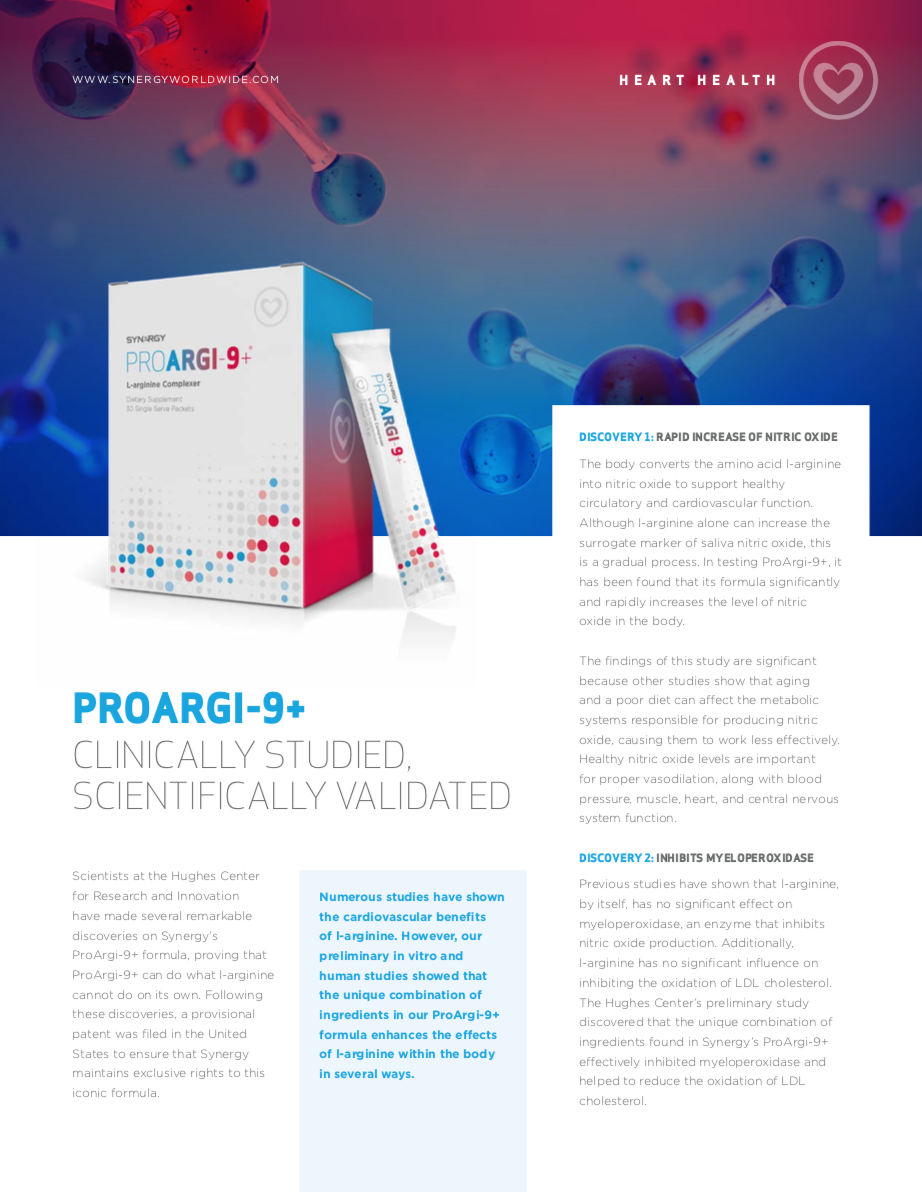 WWW.SYNERGYWORLDWIDE.COM
HEART HEALTH
SYNERGY
PROARGI-9+
L-arginine Complexer
Dietary Supplement
30 Single Serve Packets
SYNERGY
PROARGI-9+
L-arginine Complexer
PROARGI-9+
CLINICALLY STUDIED,
SCIENTIFICALLY VALIDATED
Scientists at the Hughes Center
for Research and Innovation
have made several remarkable
discoveries on Synergy's
ProArgi-9+ formula, proving that
ProArgi-9+ can do what l-arginine
cannot do on its own. Following
these discoveries, a provisional
patent was filed in the United
States to ensure that Synergy
maintains exclusive rights to this
iconic formula.
Numerous studies have shown
the cardiovascular benefits
of l-arginine. However, our
preliminary in vitro and
human studies showed that
the unique combination of
ingredients in our ProArgi-9+
formula enhances the effects
of l-arginine within the body
in several ways.
DISCOVERY 1: RAPID INCREASE OF NITRIC OXIDE
The body converts the amino acid l-arginine
into nitric oxide to support healthy
circulatory and cardiovascular function.
Although l-arginine alone can increase the
surrogate marker of saliva nitric oxide, this
is a gradual process. In testing ProArgi-9+, it
has been found that its formula significantly
and rapidly increases the level of nitric
oxide in the body.
The findings of this study are significant
because other studies show that aging
and a poor diet can affect the metabolic
systems responsible for producing nitric
oxide, causing them to work less effectively.
Healthy nitric oxide levels are important
for proper vasodilation, along with blood
pressure, muscle, heart, and central nervous
system function.
DISCOVERY 2: INHIBITS MYELOPEROXIDASE
Previous studies have shown that l-arginine,
by itself, has no significant effect on
myeloperoxidase, an enzyme that inhibits
nitric oxide production. Additionally,
l-arginine has no significant influence on
inhibiting the oxidation of LDL cholesterol.
The Hughes Center's preliminary study
discovered that the unique combination of
ingredients found in Synergy's ProArgi-9+
effectively inhibited myeloperoxidase and
helped to reduce the oxidation of LDL
cholesterol.